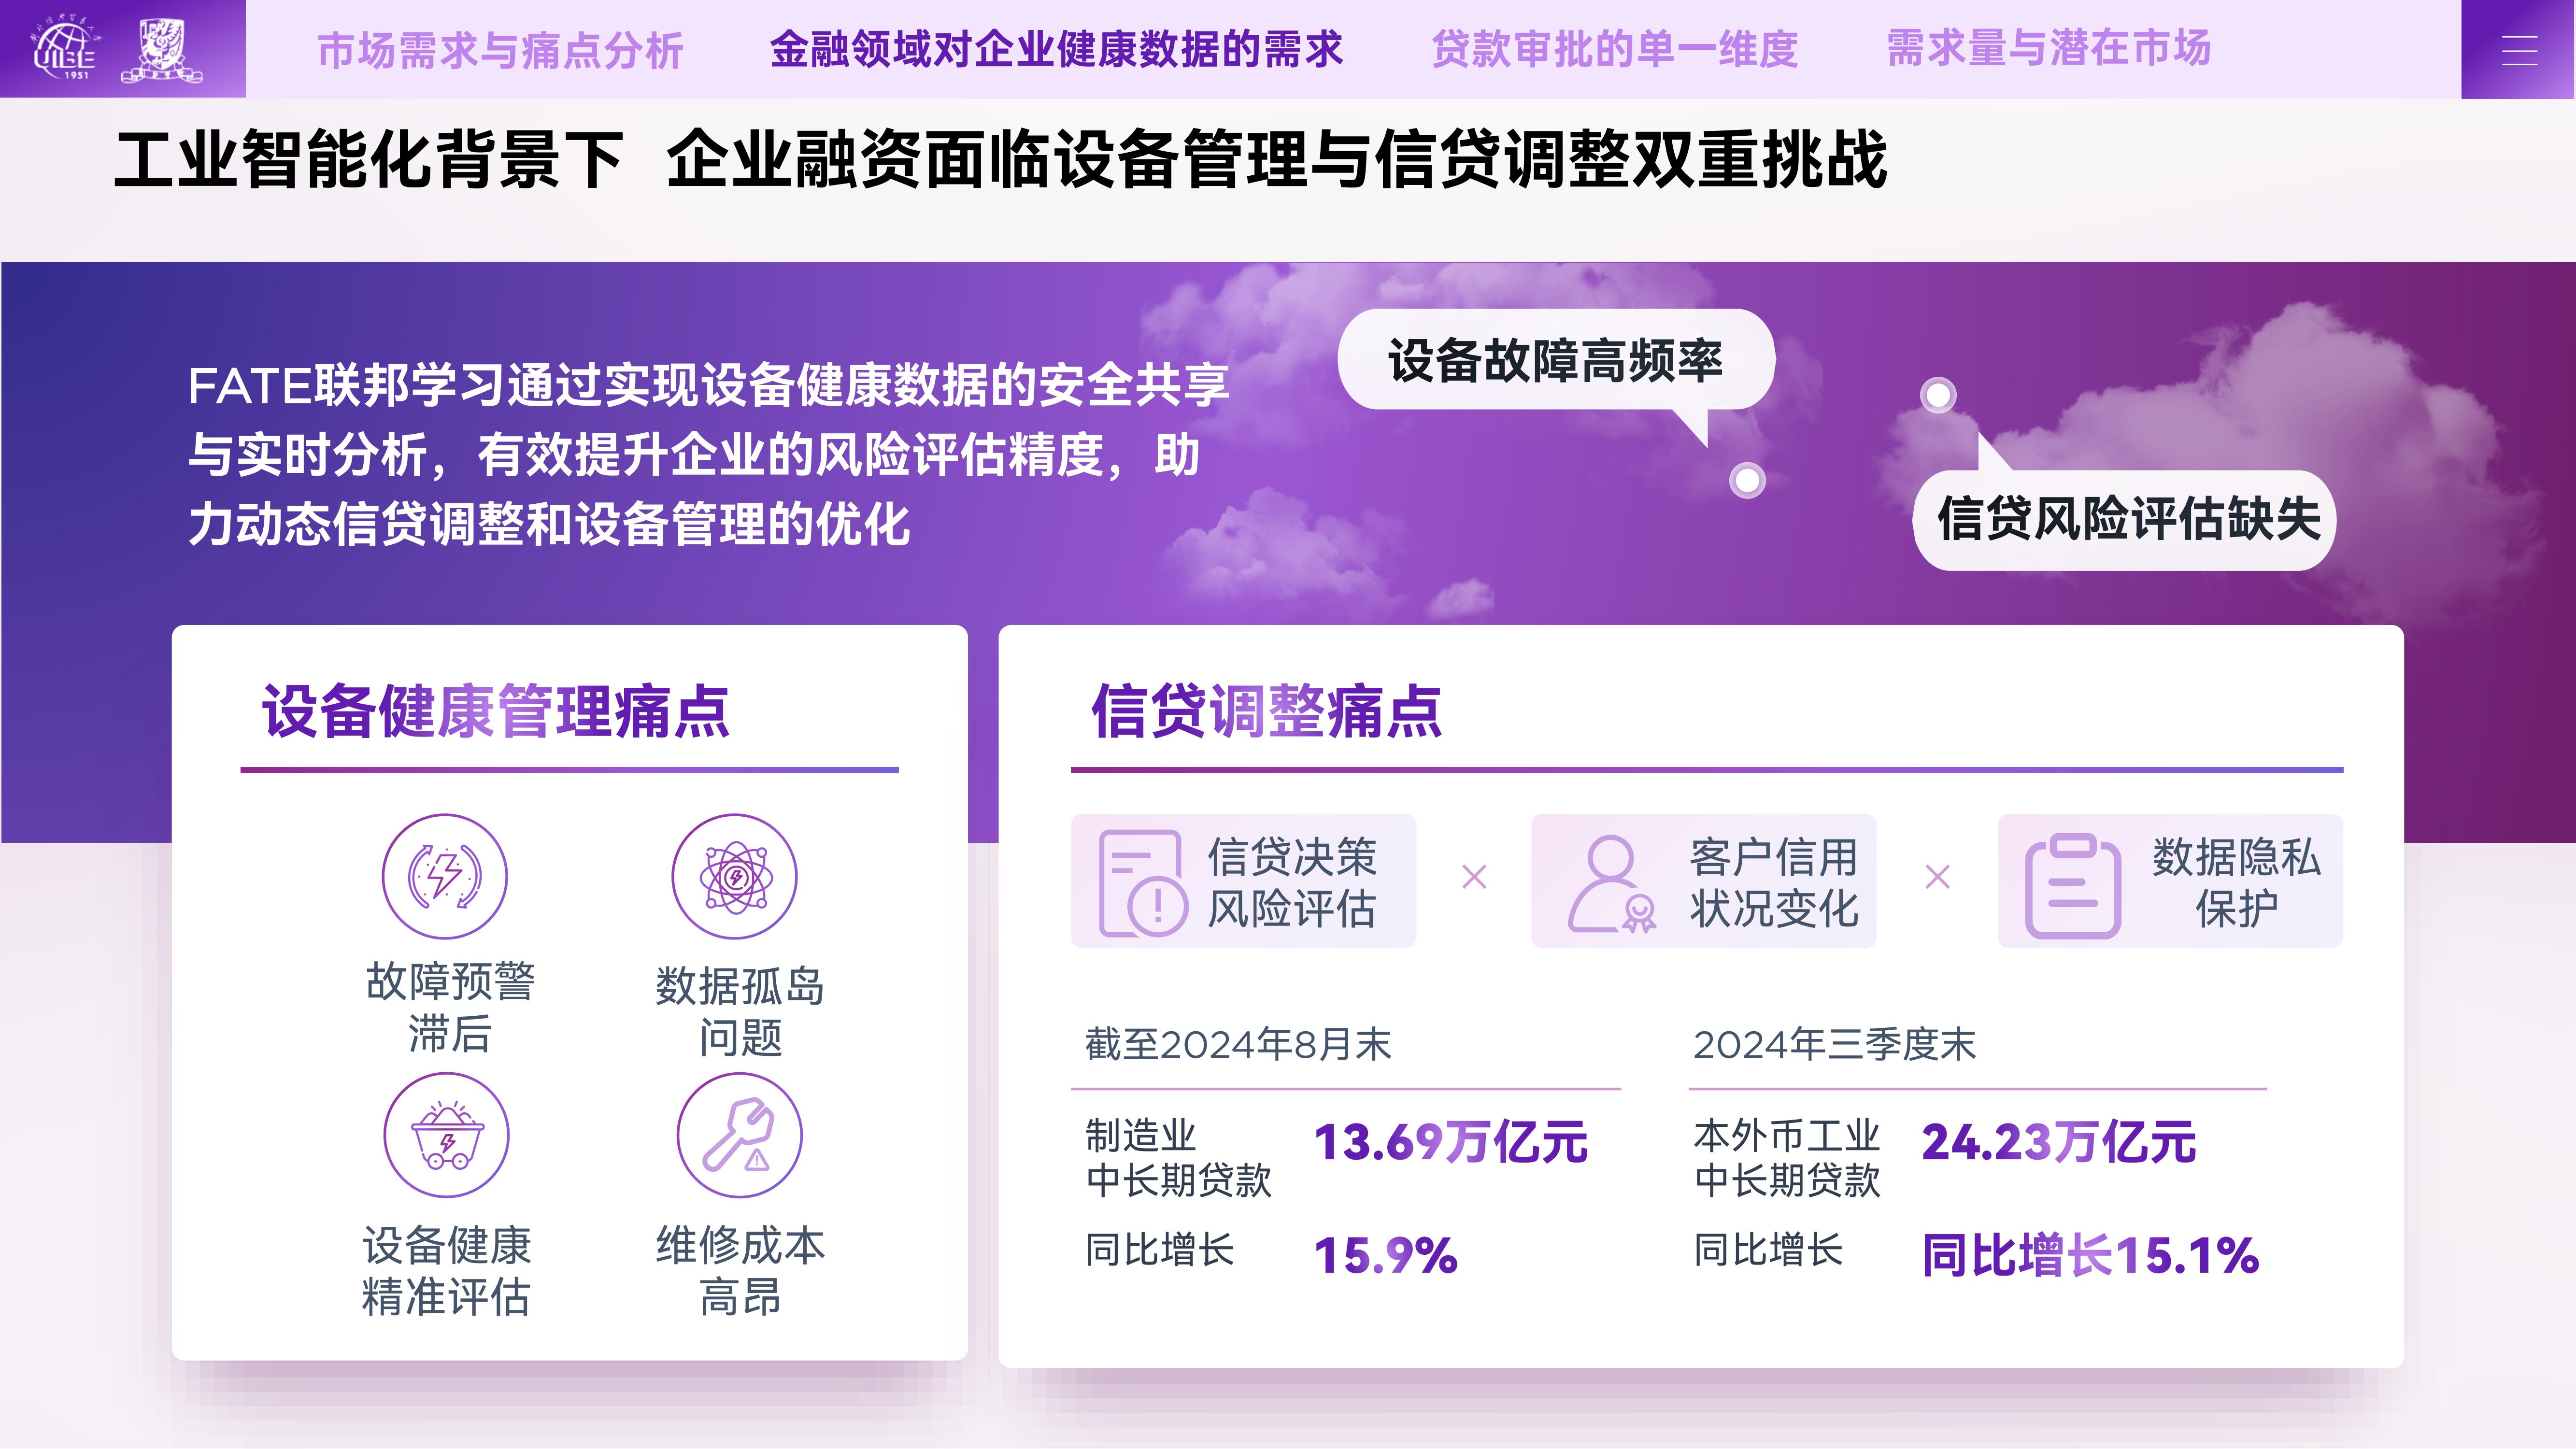 UIBE
1951
市场需求与痛点分析
金融领域对企业健康数据的需求
贷款审批的单一维度
需求量与潜在市场
工业智能化背景下 企业融资面临设备管理与信贷调整双重挑战
FATE联邦学习通过实现设备健康数据的安全共享
与实时分析，有效提升企业的风险评估精度，助
力动态信贷调整和设备管理的优化
设备故障高频率
信贷风险评估缺失
设备健康管理痛点
故障预警
滞后
数据孤岛
问题
设备健康
精准评估
维修成本
高昂
信贷调整痛点
信贷决策
风险评估
×
客户信用
状况变化
×
数据隐私
保护
截至2024年8月末
制造业
中长期贷款
13.69万亿元
同比增长
15.9%
2024年三季度末
本外币工业
中长期贷款
24.23万亿元
同比增长
同比增长15.1%